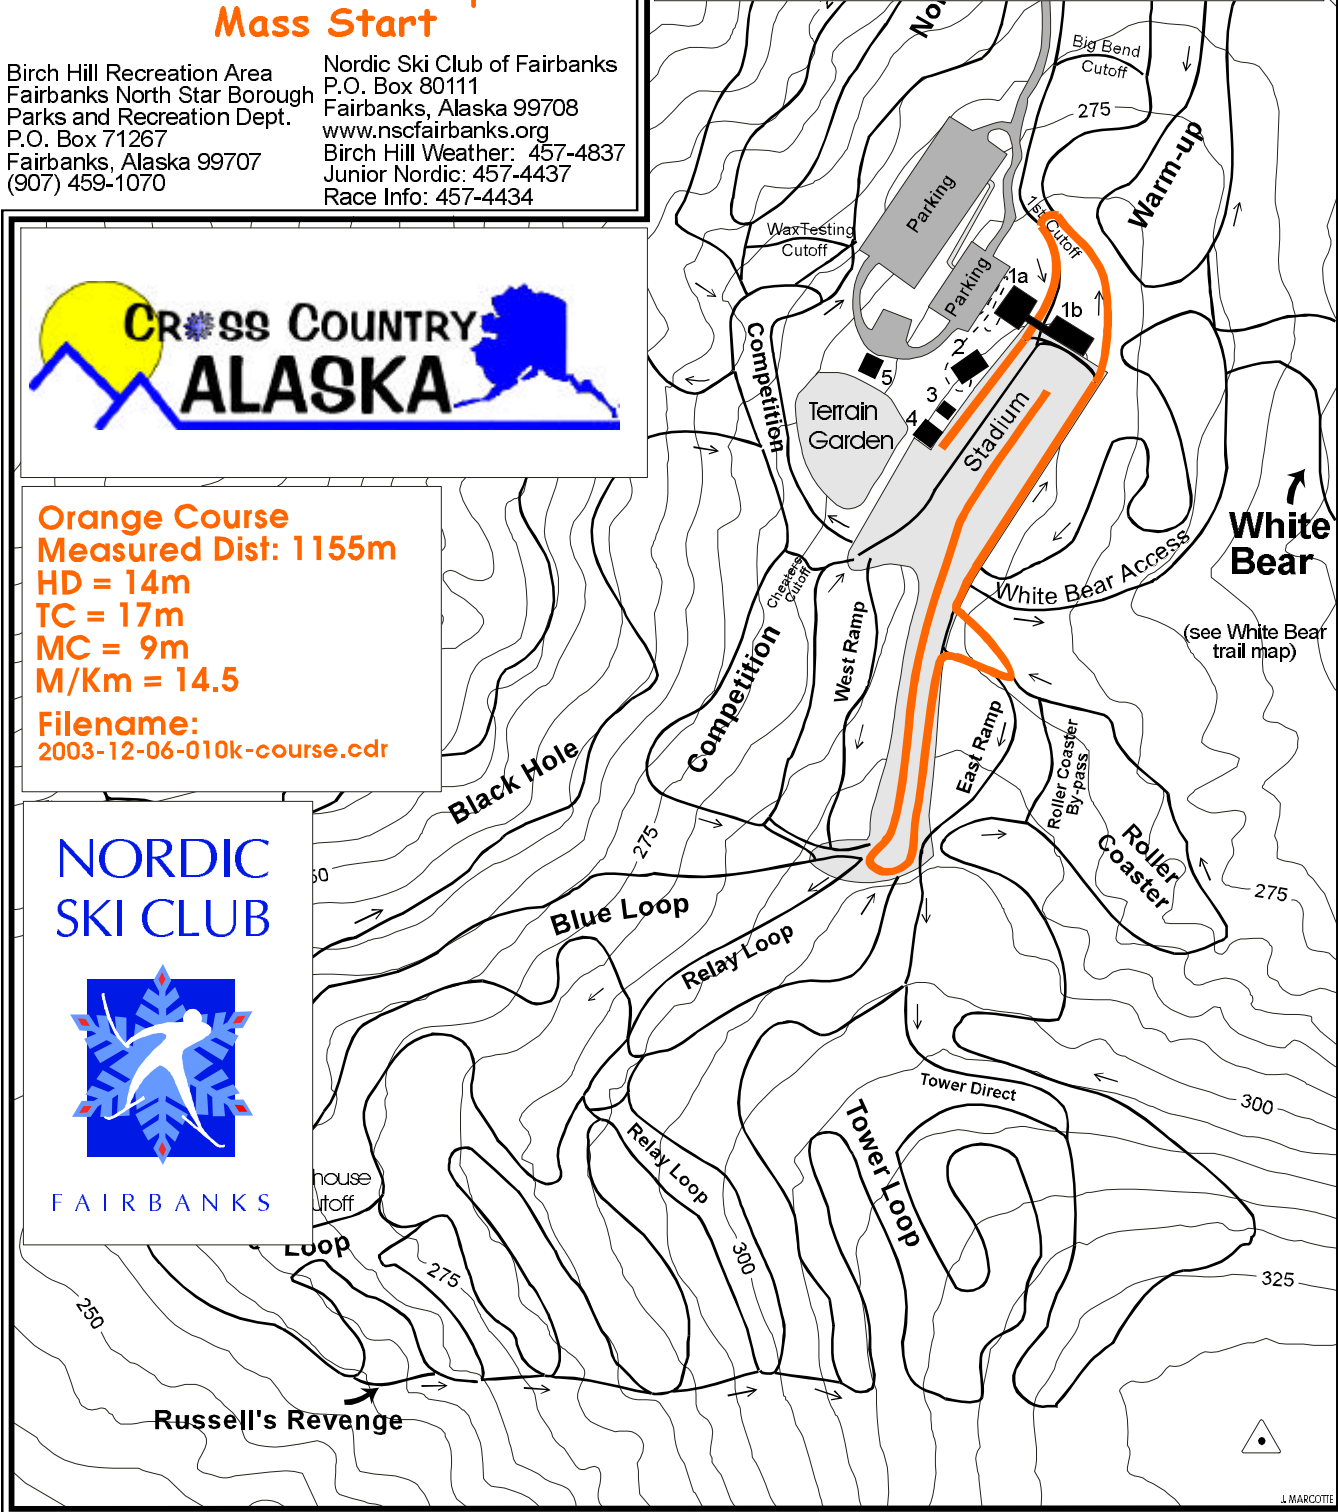 Mass Start
Birch Hill Recreation Area
Fairbanks North Star Borough
Parks and Recreation Dept.
P.O. Box 71267
Fairbanks, Alaska 99707
(907) 459-1070
Nordic Ski Club of Fairbanks
P.O. Box 80111
Fairbanks, Alaska 99708
www.nscfairbanks.org
Birch Hill Weather: 457-4837
Junior Nordic: 457-4437
Race Info: 457-4434
CROSS COUNTRY
ALASKA
Orange Course
Measured Dist: 1155m
HD = 14m
TC = 17m
MC = 9m
M/Km = 14.5
Filename:
2003-12-06-010k-course.cdr
NORDIC
SKI CLUB
FAIRBANKS
Big Bend
Cutoff
275
Warm-up
Parking
1st Cutoff
Wax Testing
Cutoff
Parking
1a
1b
2
3
4
5
Competition
Terrain
Garden
Stadium
White
Bear
White Bear Access
(see White Bear
trail map)
Cheaters
Cutoff
West Ramp
Competition
East Ramp
Roller Coaster
By-pass
Roller
Coaster
Black Hole
275
275
Blue Loop
Relay Loop
Tower Direct
300
Tower Loop
Relay Loop
300
325
Loop
275
250
Russell's Revenge
J. MARCOTTE